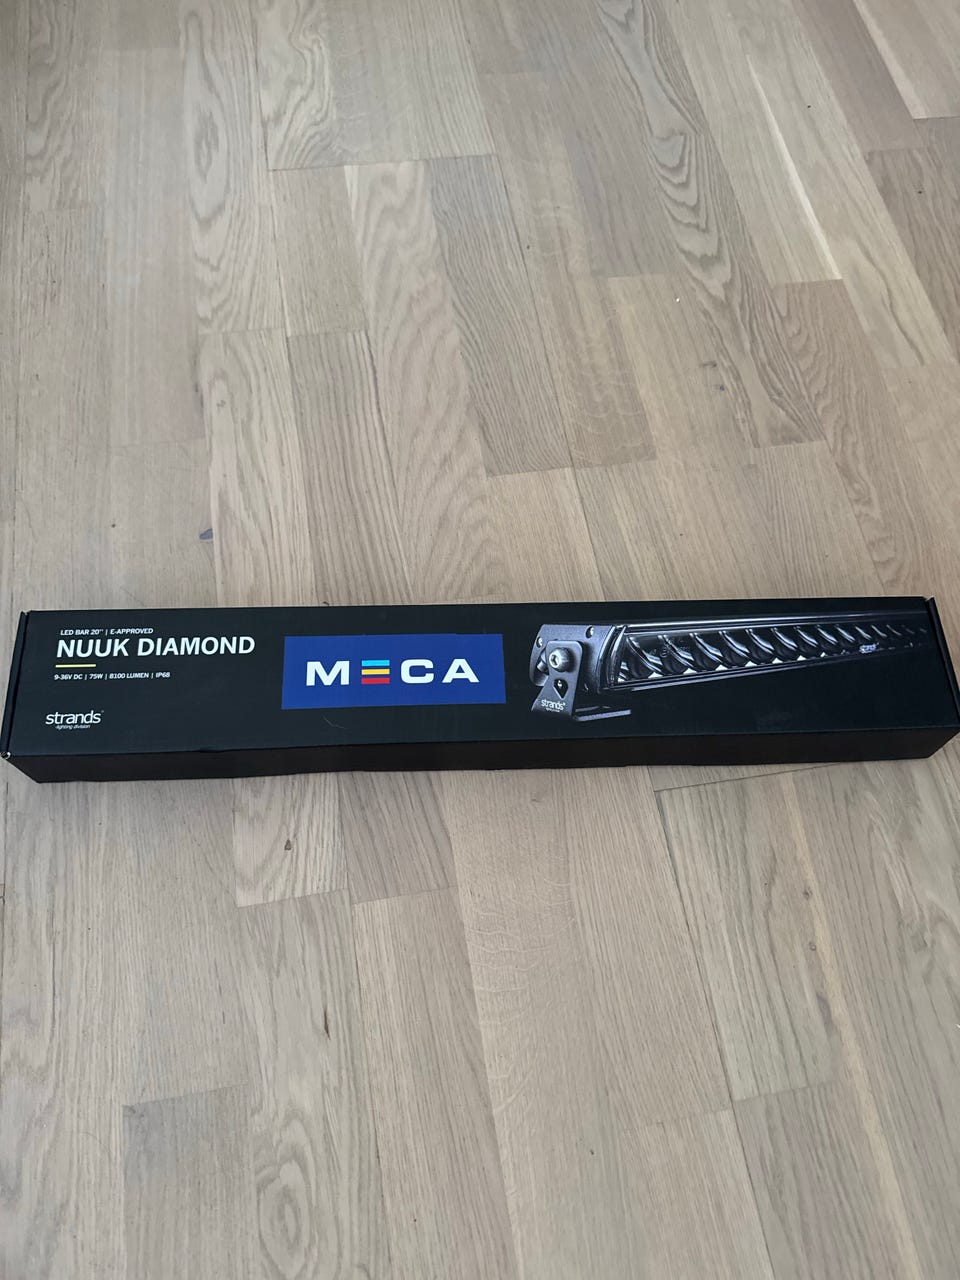 LED BAR 20" | E-APPROVED
NUUK DIAMOND
9-36V DC | 75W | 8100 LUMEN | IP68
strands®
lighting division
MECA
strands®